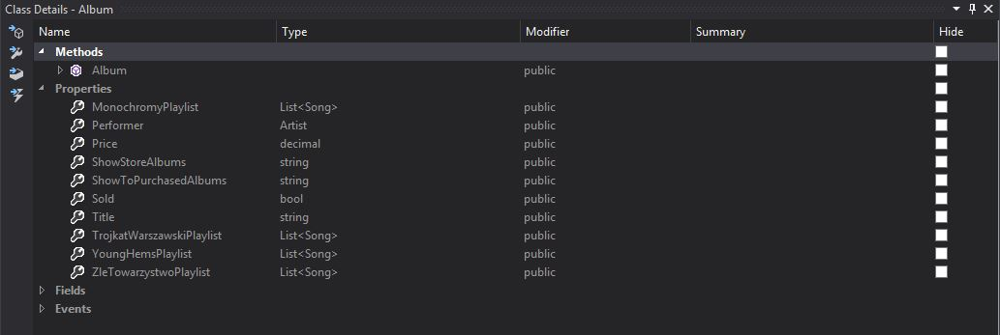 Class Details - Album
Name Type Modifier Summary Hide
Methods
Album public
Properties
MonochromyPlaylist List<Song> public
Performer Artist public
Price decimal public
ShowStoreAlbums string public
ShowToPurchasedAlbums string public
Sold bool public
Title string public
TrojkatWarszawskiPlaylist List<Song> public
YoungHemsPlaylist List<Song> public
ZleTowarzystwoPlaylist List<Song> public
Fields
Events